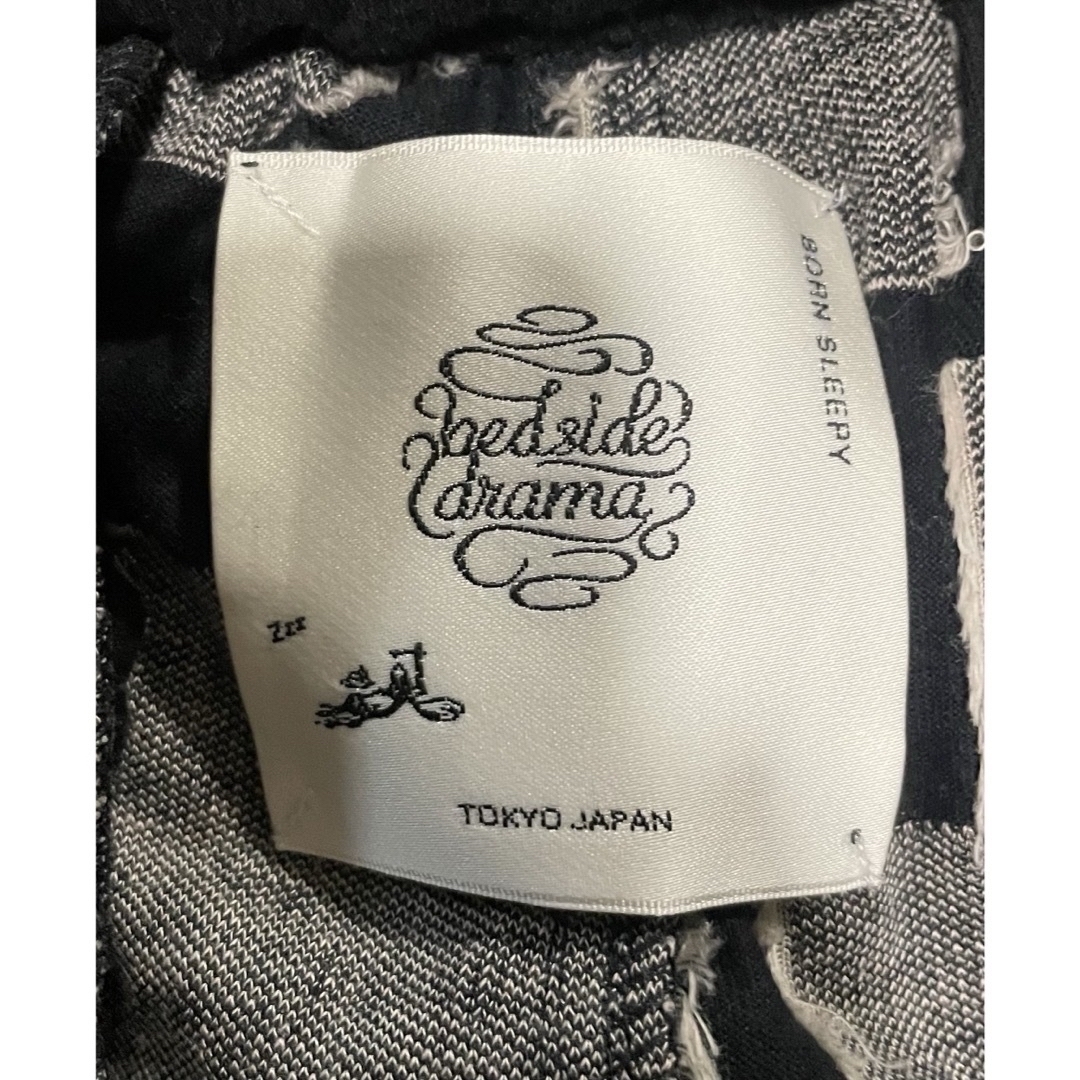 BORN SLEEPY
bedside
drama
zzz
TOKYO JAPAN